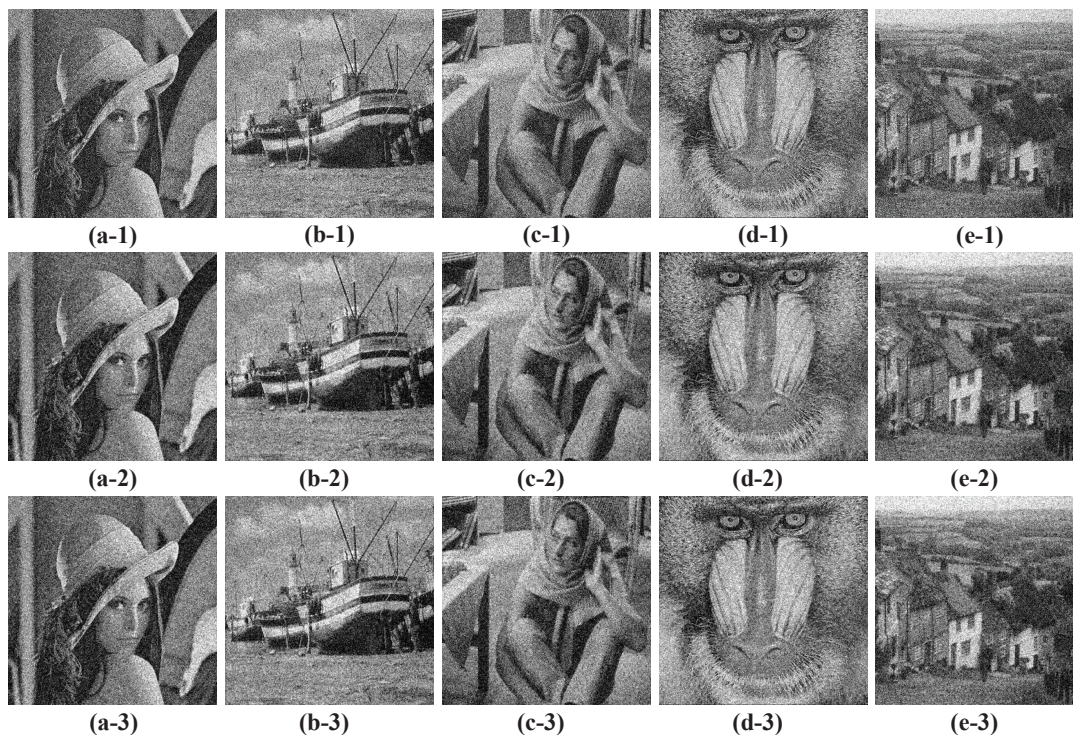 (a-1) (b-1) (c-1) (d-1) (e-1)
(a-2) (b-2) (c-2) (d-2) (e-2)
(a-3) (b-3) (c-3) (d-3) (e-3)